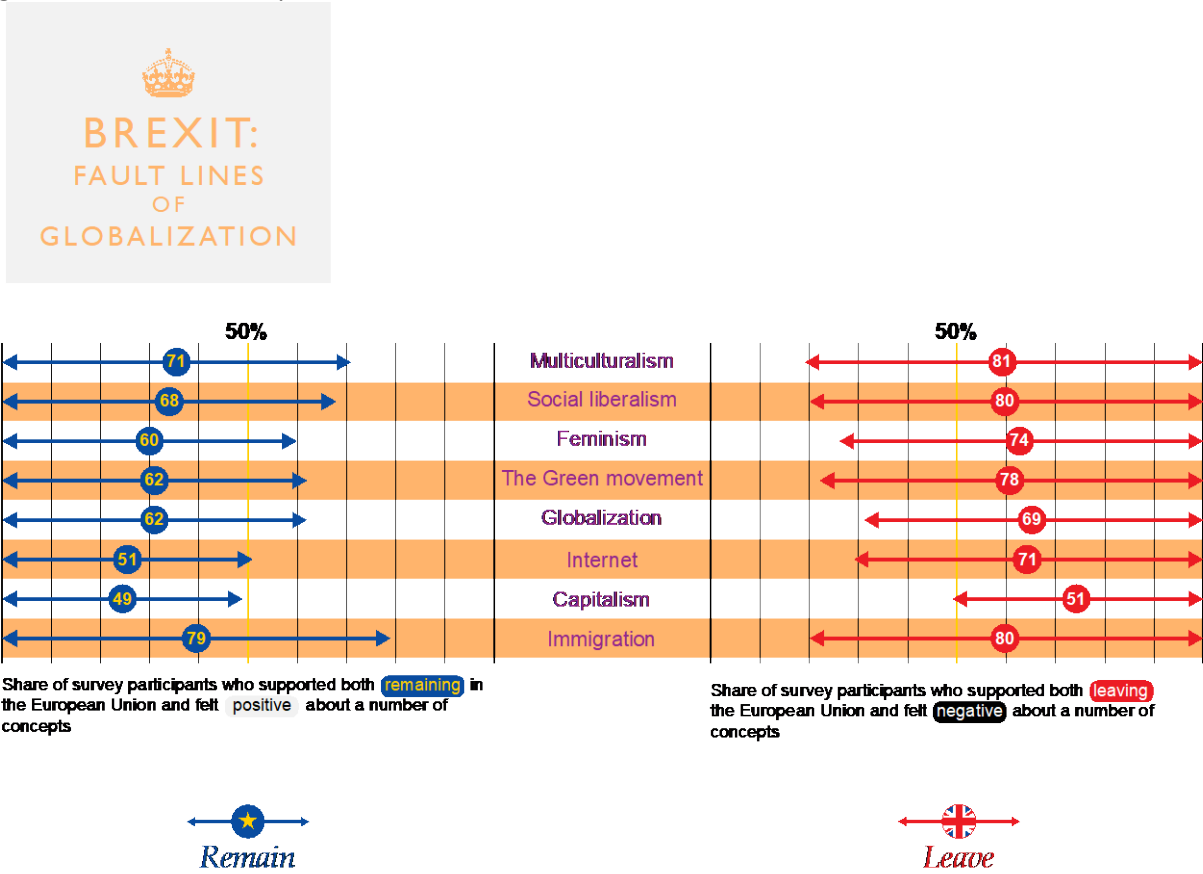 BREXIT:
FAULT LINES
OF
GLOBALIZATION
50%
50%
71 Multiculturalism 81
68 Social liberalism 80
60 Feminism 74
62 The Green movement 78
62 Globalization 69
51 Internet 71
49 Capitalism 51
79 Immigration 80
Share of survey participants who supported both remaining in
the European Union and felt positive about a number of
concepts
Share of survey participants who supported both leaving
the European Union and felt negative about a number of
concepts
Remain
Leave